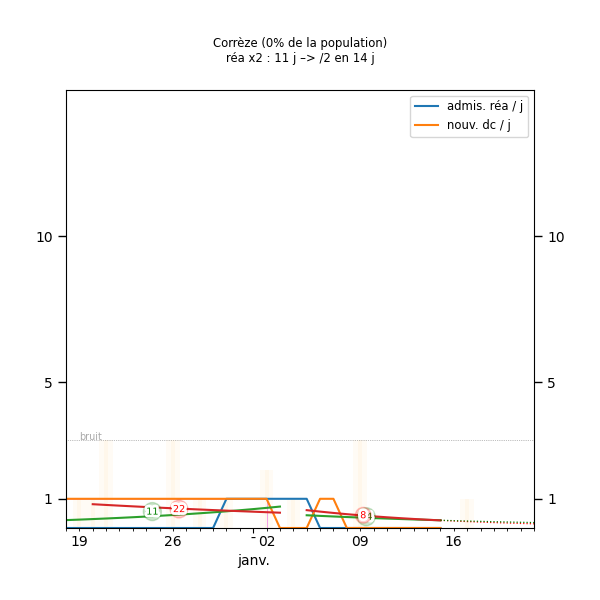 Corrèze (0% de la population)
réa x2 : 11 j –> /2 en 14 j
admis. réa / j
nouv. dc / j
10 10
5 5
bruit
1 1
11 22 8
19 26 - 02 09 16
janv.